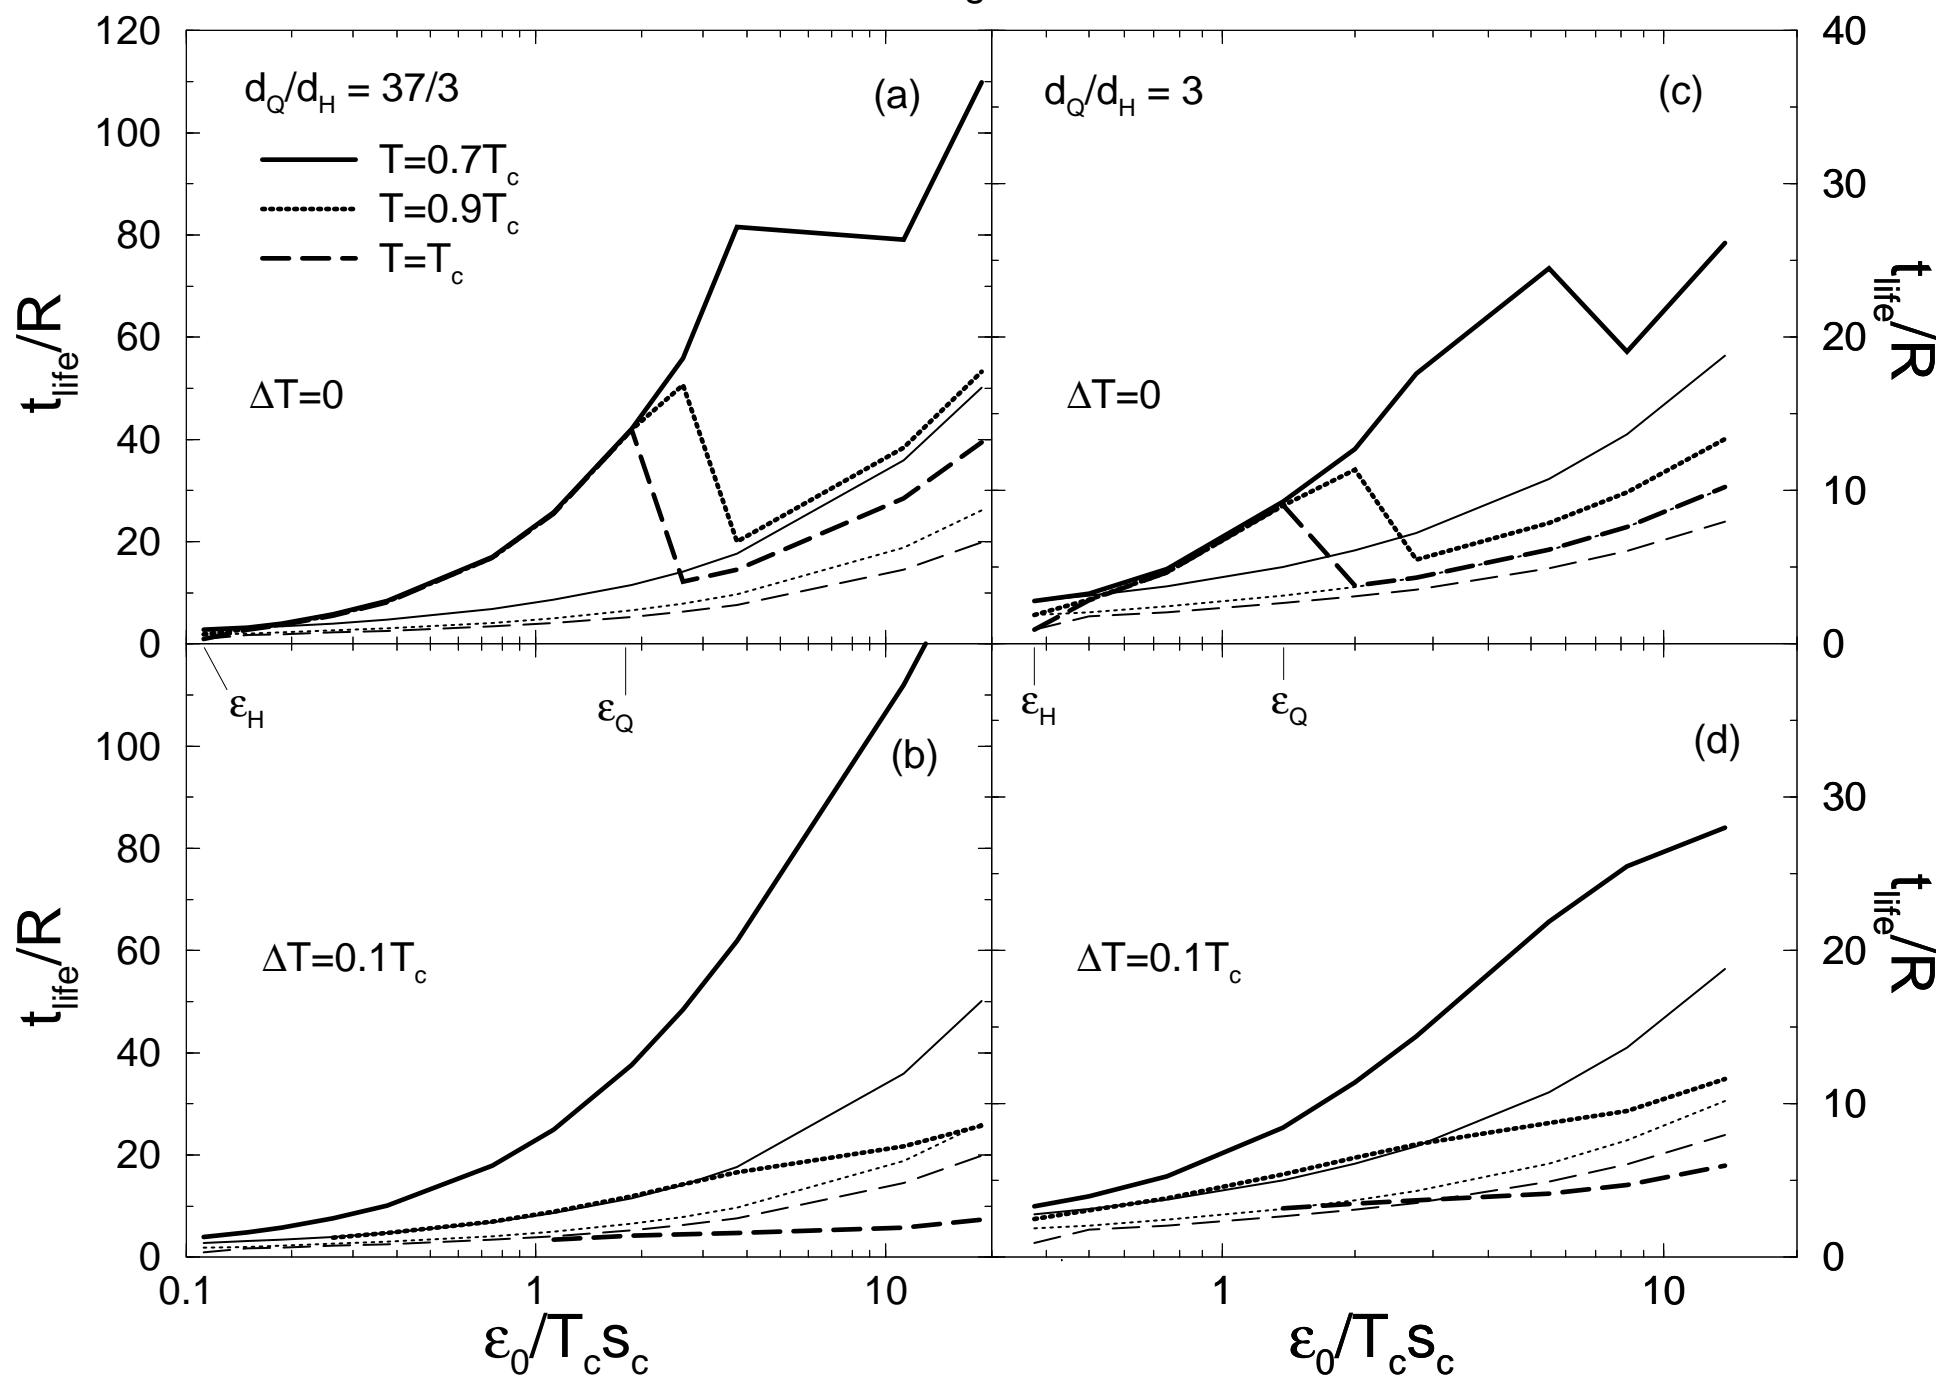 g
d_Q/d_H = 37/3
(a)
T=0.7T_c
T=0.9T_c
T=T_c
ΔT=0
t_life/R
120
100
80
60
40
20
0
ε_H
ε_Q
d_Q/d_H = 3
(c)
ΔT=0
t_life/R
40
30
20
10
0
ε_H
ε_Q
(b)
ΔT=0.1T_c
t_life/R
100
80
60
40
20
0
0.1
1
10
ε_0/T_cs_c
(d)
ΔT=0.1T_c
t_life/R
30
20
10
0
1
10
ε_0/T_cs_c